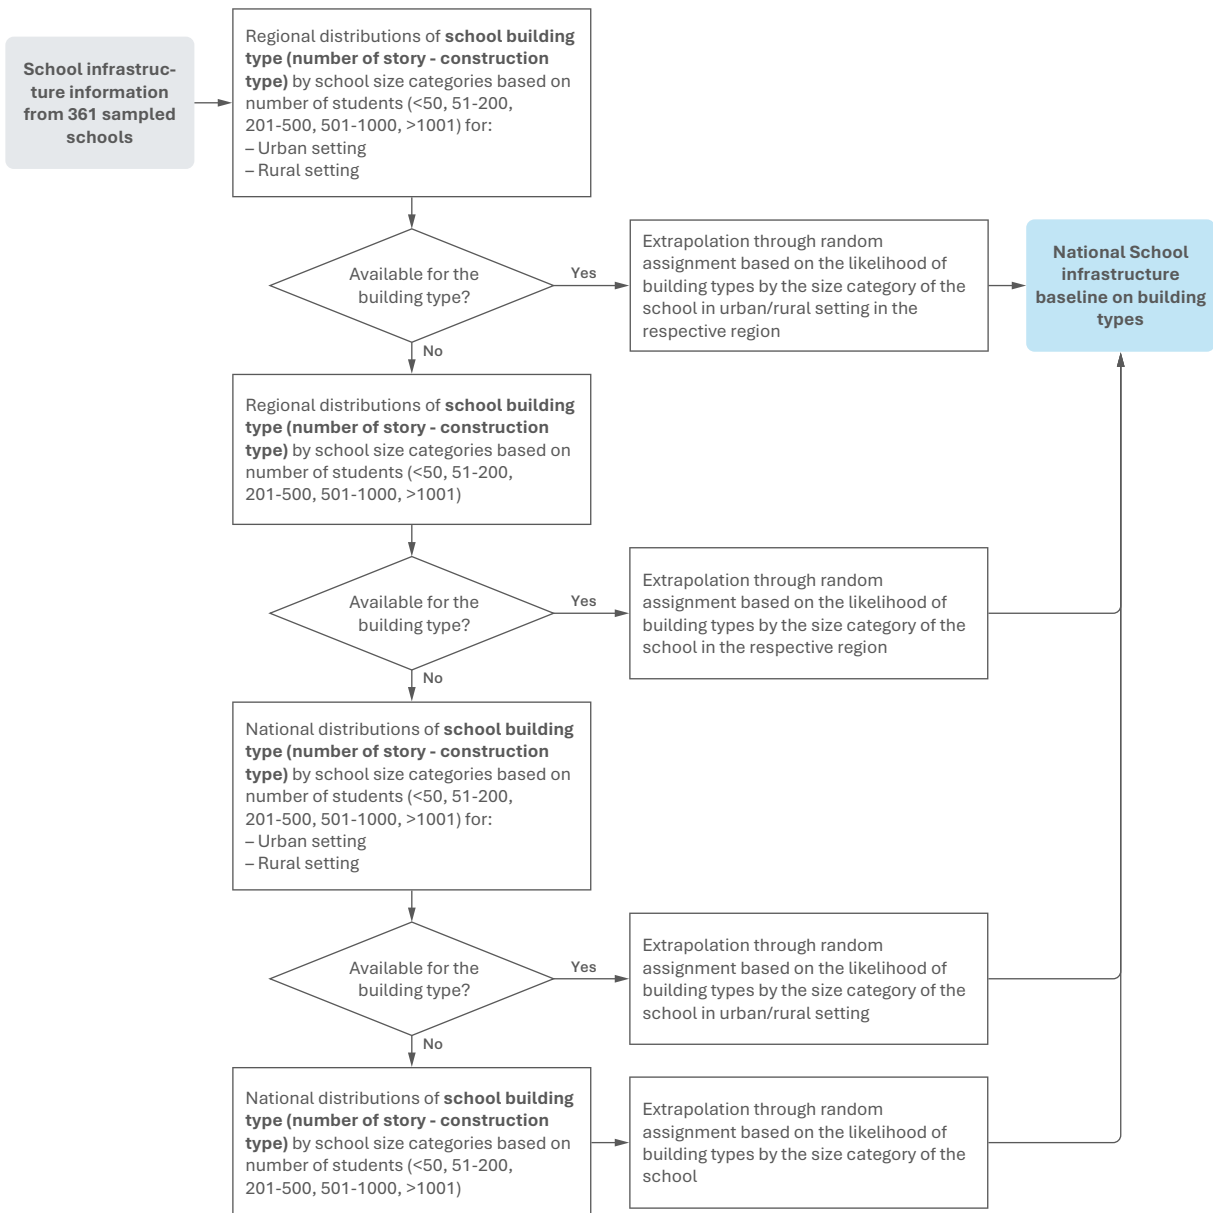 School infrastruc-
ture information
from 361 sampled
schools
Regional distributions of school building
type (number of story - construction
type) by school size categories based on
number of students (<50, 51-200,
201-500, 501-1000, >1001) for:
– Urban setting
– Rural setting
Available for the
building type?
Yes
Extrapolation through random
assignment based on the likelihood of
building types by the size category of the
school in urban/rural setting in the
respective region
National School
infrastructure
baseline on building
types
No
Regional distributions of school building
type (number of story - construction
type) by school size categories based on
number of students (<50, 51-200,
201-500, 501-1000, >1001)
Available for the
building type?
Yes
Extrapolation through random
assignment based on the likelihood of
building types by the size category of the
school in the respective region
No
National distributions of school building
type (number of story - construction
type) by school size categories based on
number of students (<50, 51-200,
201-500, 501-1000, >1001) for:
– Urban setting
– Rural setting
Available for the
building type?
Yes
Extrapolation through random
assignment based on the likelihood of
building types by the size category of the
school in urban/rural setting
No
National distributions of school building
type (number of story - construction
type) by school size categories based on
number of students (<50, 51-200,
201-500, 501-1000, >1001)
Extrapolation through random
assignment based on the likelihood of
building types by the size category of the
school